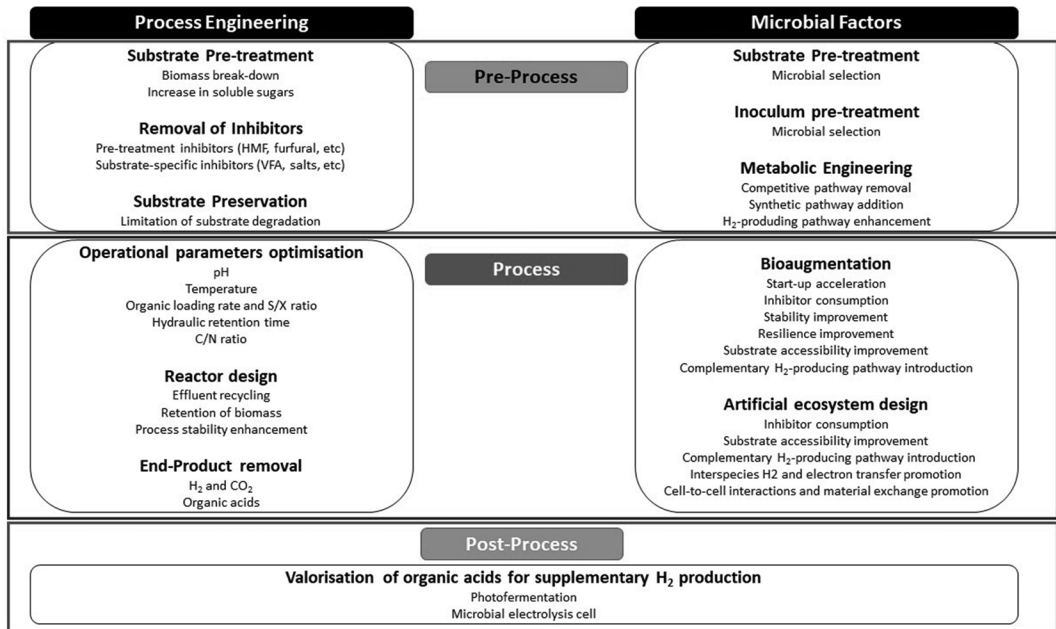 Process Engineering
Microbial Factors
Pre-Process
Substrate Pre-treatment
Biomass break-down
Increase in soluble sugars
Removal of Inhibitors
Pre-treatment inhibitors (HMF, furfural, etc)
Substrate-specific inhibitors (VFA, salts, etc)
Substrate Preservation
Limitation of substrate degradation
Substrate Pre-treatment
Microbial selection
Inoculum pre-treatment
Microbial selection
Metabolic Engineering
Competitive pathway removal
Synthetic pathway addition
H₂-produding pathway enhancement
Process
Operational parameters optimisation
pH
Temperature
Organic loading rate and S/X ratio
Hydraulic retention time
C/N ratio
Reactor design
Effluent recycling
Retention of biomass
Process stability enhancement
End-Product removal
H₂ and CO₂
Organic acids
Bioaugmentation
Start-up acceleration
Inhibitor consumption
Stability improvement
Resilience improvement
Substrate accessibility improvement
Complementary H₂-producing pathway introduction
Artificial ecosystem design
Inhibitor consumption
Substrate accessibility improvement
Complementary H₂-producing pathway introduction
Interspecies H2 and electron transfer promotion
Cell-to-cell interactions and material exchange promotion
Post-Process
Valorisation of organic acids for supplementary H₂ production
Photofermentation
Microbial electrolysis cell